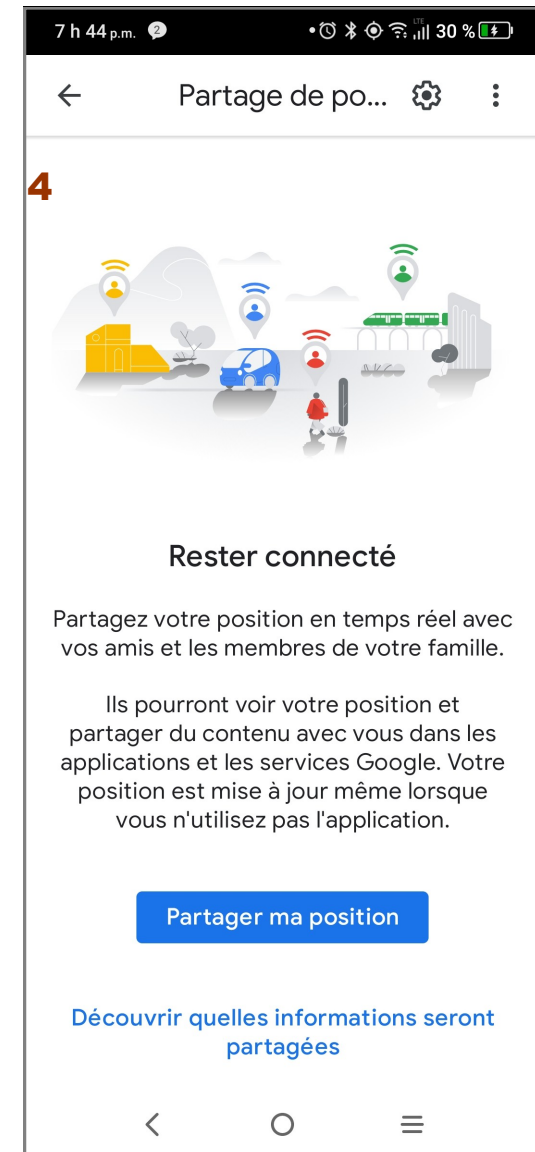 7 h 44 p.m. 2 LTE 30 %
Partage de po...
4
Rester connecté
Partagez votre position en temps réel avec
vos amis et les membres de votre famille.
Ils pourront voir votre position et
partager du contenu avec vous dans les
applications et les services Google. Votre
position est mise à jour même lorsque
vous n'utilisez pas l'application.
Partager ma position
Découvrir quelles informations seront
partagées